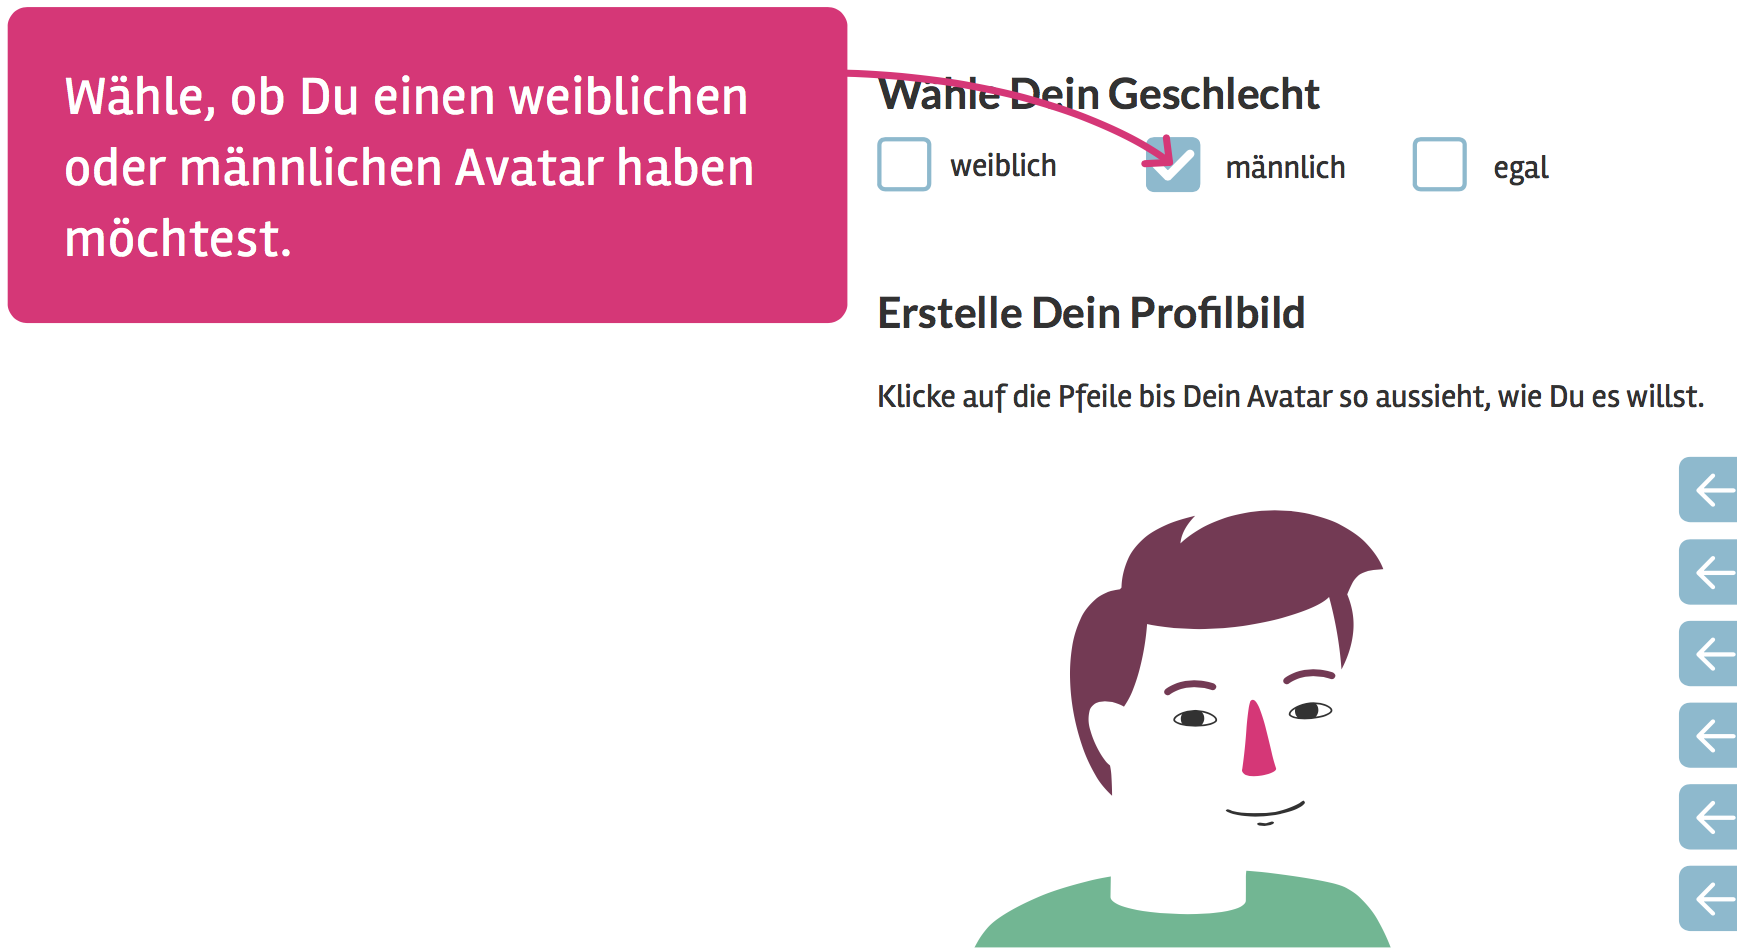 Wähle, ob Du einen weiblichen
oder männlichen Avatar haben
möchtest.
Wähle Dein Geschlecht
weiblich
männlich
egal
Erstelle Dein Profilbild
Klicke auf die Pfeile bis Dein Avatar so aussieht, wie Du es willst.